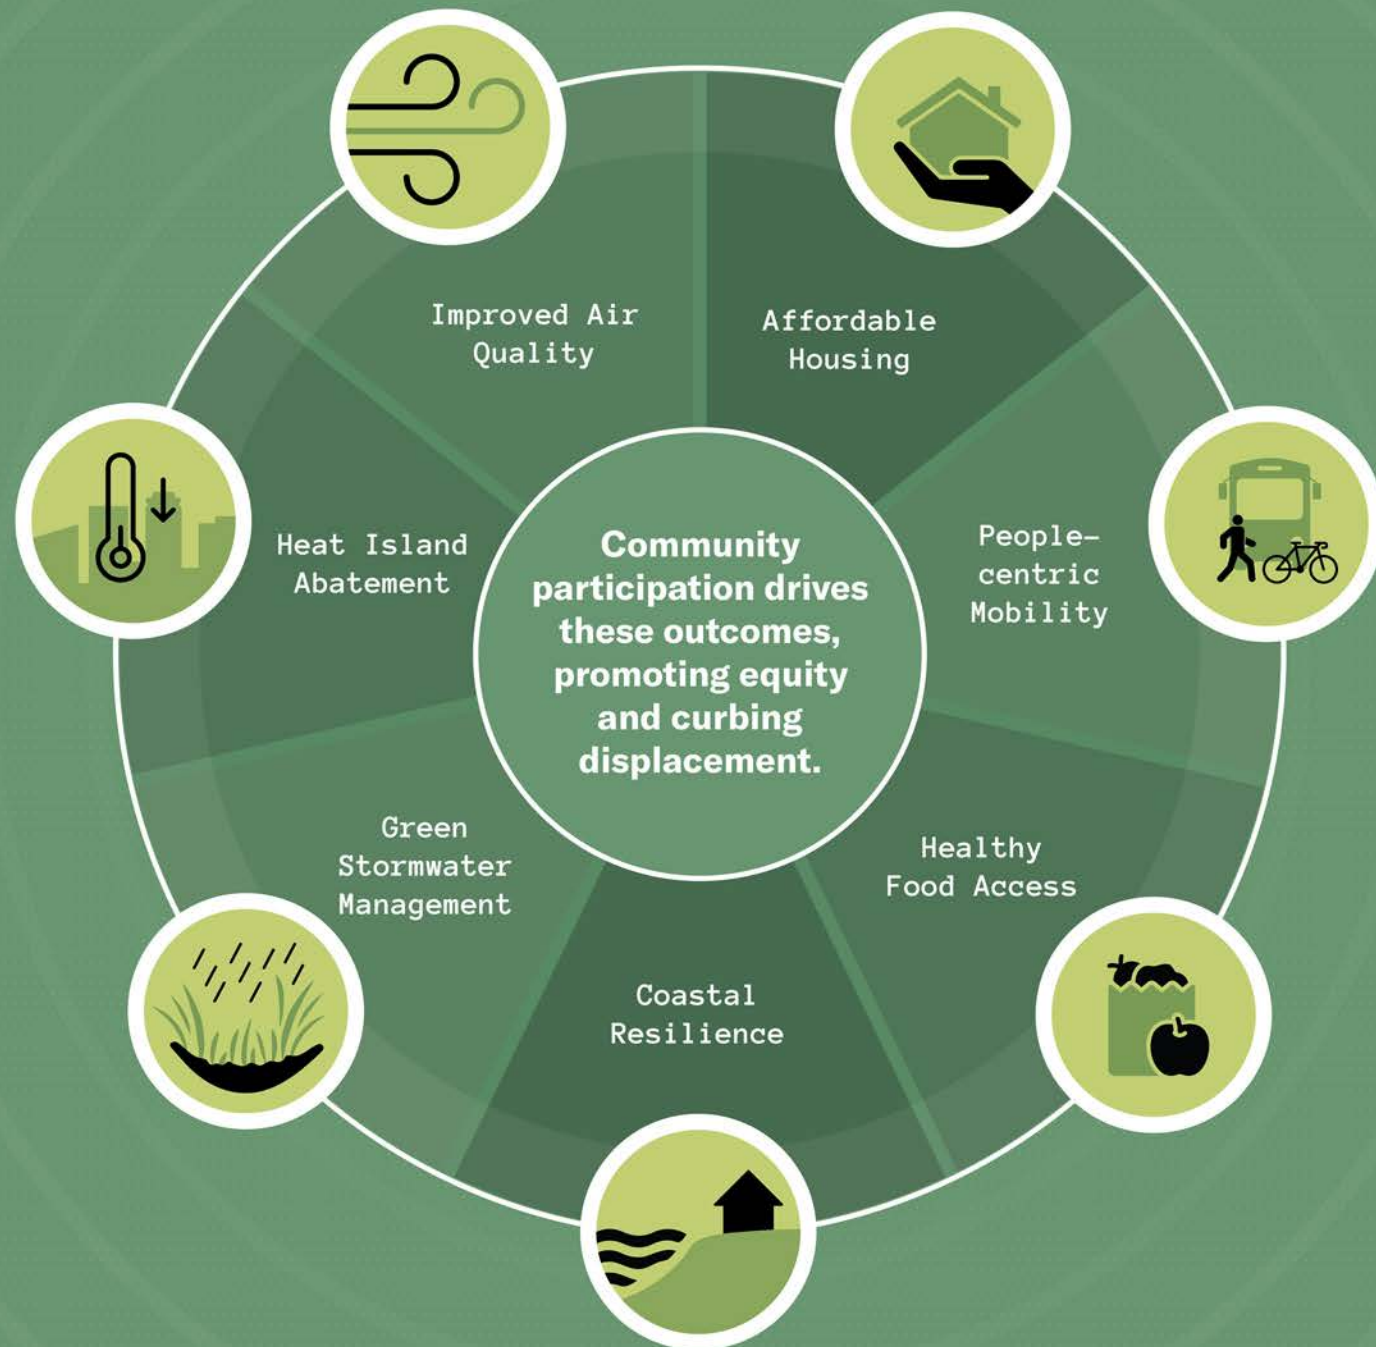 Improved Air
Quality
Affordable
Housing
People-
centric
Mobility
Healthy
Food Access
Coastal
Resilience
Green
Stormwater
Management
Heat Island
Abatement
Community
participation drives
these outcomes,
promoting equity
and curbing
displacement.